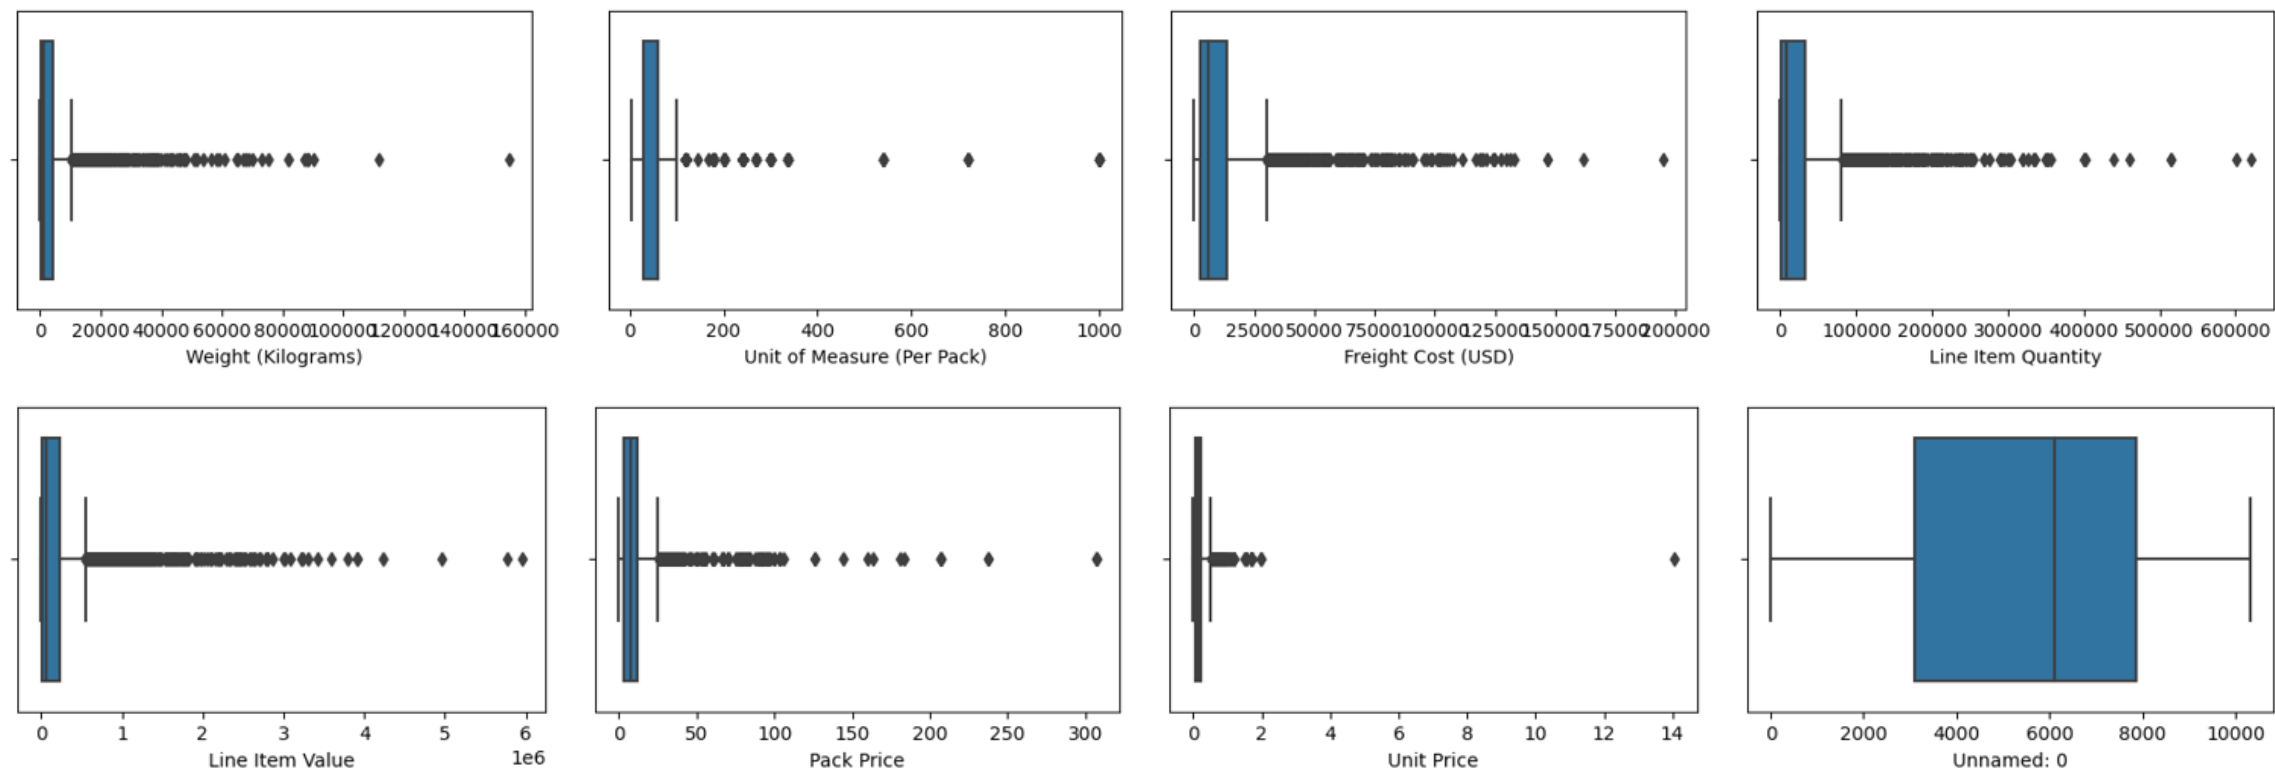 0 20000 40000 60000 80000 100000 120000 140000 160000
Weight (Kilograms)
0 200 400 600 800 1000
Unit of Measure (Per Pack)
0 25000 50000 75000 100000 125000 150000 175000 200000
Freight Cost (USD)
0 100000 200000 300000 400000 500000 600000
Line Item Quantity
0 1 2 3 4 5 6
1e6
Line Item Value
0 50 100 150 200 250 300
Pack Price
0 2 4 6 8 10 12 14
Unit Price
0 2000 4000 6000 8000 10000
Unnamed: 0